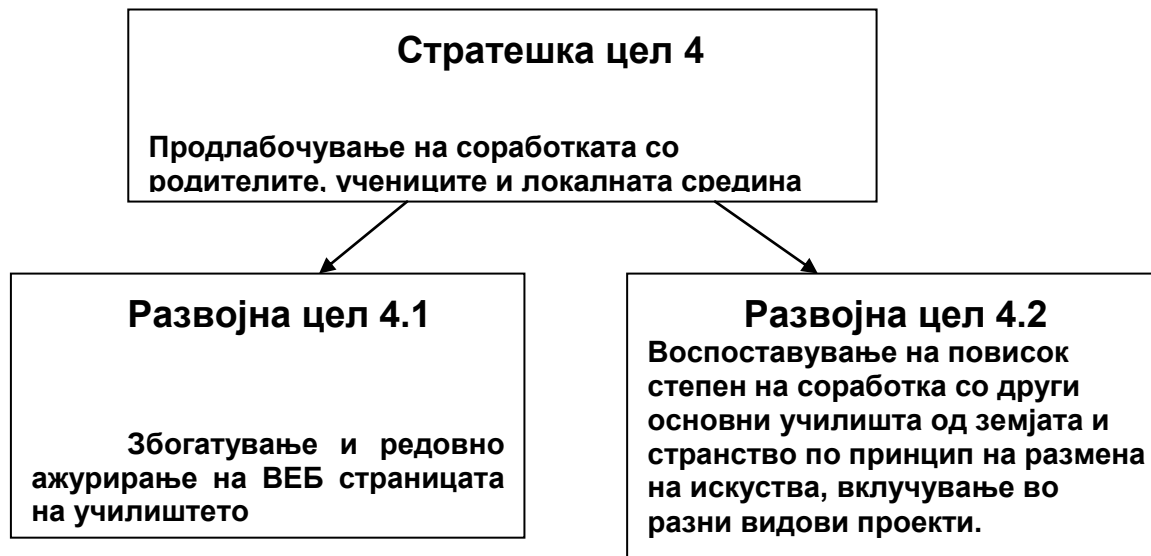 Стратешка цел 4
Продлабочување на соработката со
родителите, учениците и локалната средина
Развојна цел 4.1
Збогатување и редовно
ажурирање на ВЕБ страницата
на училиштето
Развојна цел 4.2
Воспоставување на повисок
степен на соработка со други
основни училишта од земјата и
странство по принцип на размена
на искуства, вклучување во
разни видови проекти.